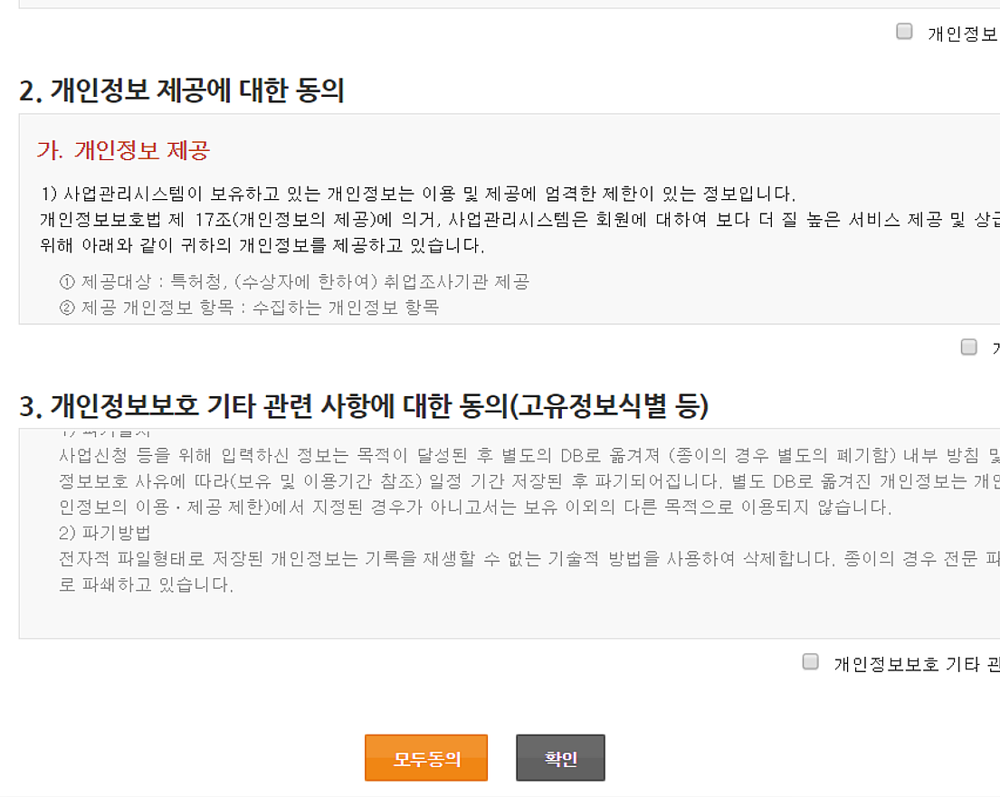 개인정보
2. 개인정보 제공에 대한 동의
가. 개인정보 제공
1) 사업관리시스템이 보유하고 있는 개인정보는 이용 및 제공에 엄격한 제한이 있는 정보입니다.
개인정보보호법 제 17조(개인정보의 제공)에 의거, 사업관리시스템은 회원에 대하여 보다 더 질 높은 서비스 제공 및 상급
위해 아래와 같이 귀하의 개인정보를 제공하고 있습니다.
① 제공대상 : 특허청, (수상자에 한하여) 취업조사기관 제공
② 제공 개인정보 항목 : 수집하는 개인정보 항목
3. 개인정보보호 기타 관련 사항에 대한 동의(고유정보식별 등)
1) 파기절차
사업신청 등을 위해 입력하신 정보는 목적이 달성된 후 별도의 DB로 옮겨져 (종이의 경우 별도의 폐기함) 내부 방침 및
정보보호 사유에 따라(보유 및 이용기간 참조) 일정 기간 저장된 후 파기되어집니다. 별도 DB로 옮겨진 개인정보는 개인
인정보의 이용·제공 제한)에서 지정된 경우가 아니고서는 보유 이외의 다른 목적으로 이용되지 않습니다.
2) 파기방법
전자적 파일형태로 저장된 개인정보는 기록을 재생할 수 없는 기술적 방법을 사용하여 삭제합니다. 종이의 경우 전문 파
로 파쇄하고 있습니다.
개인정보보호 기타 관
모두동의 확인